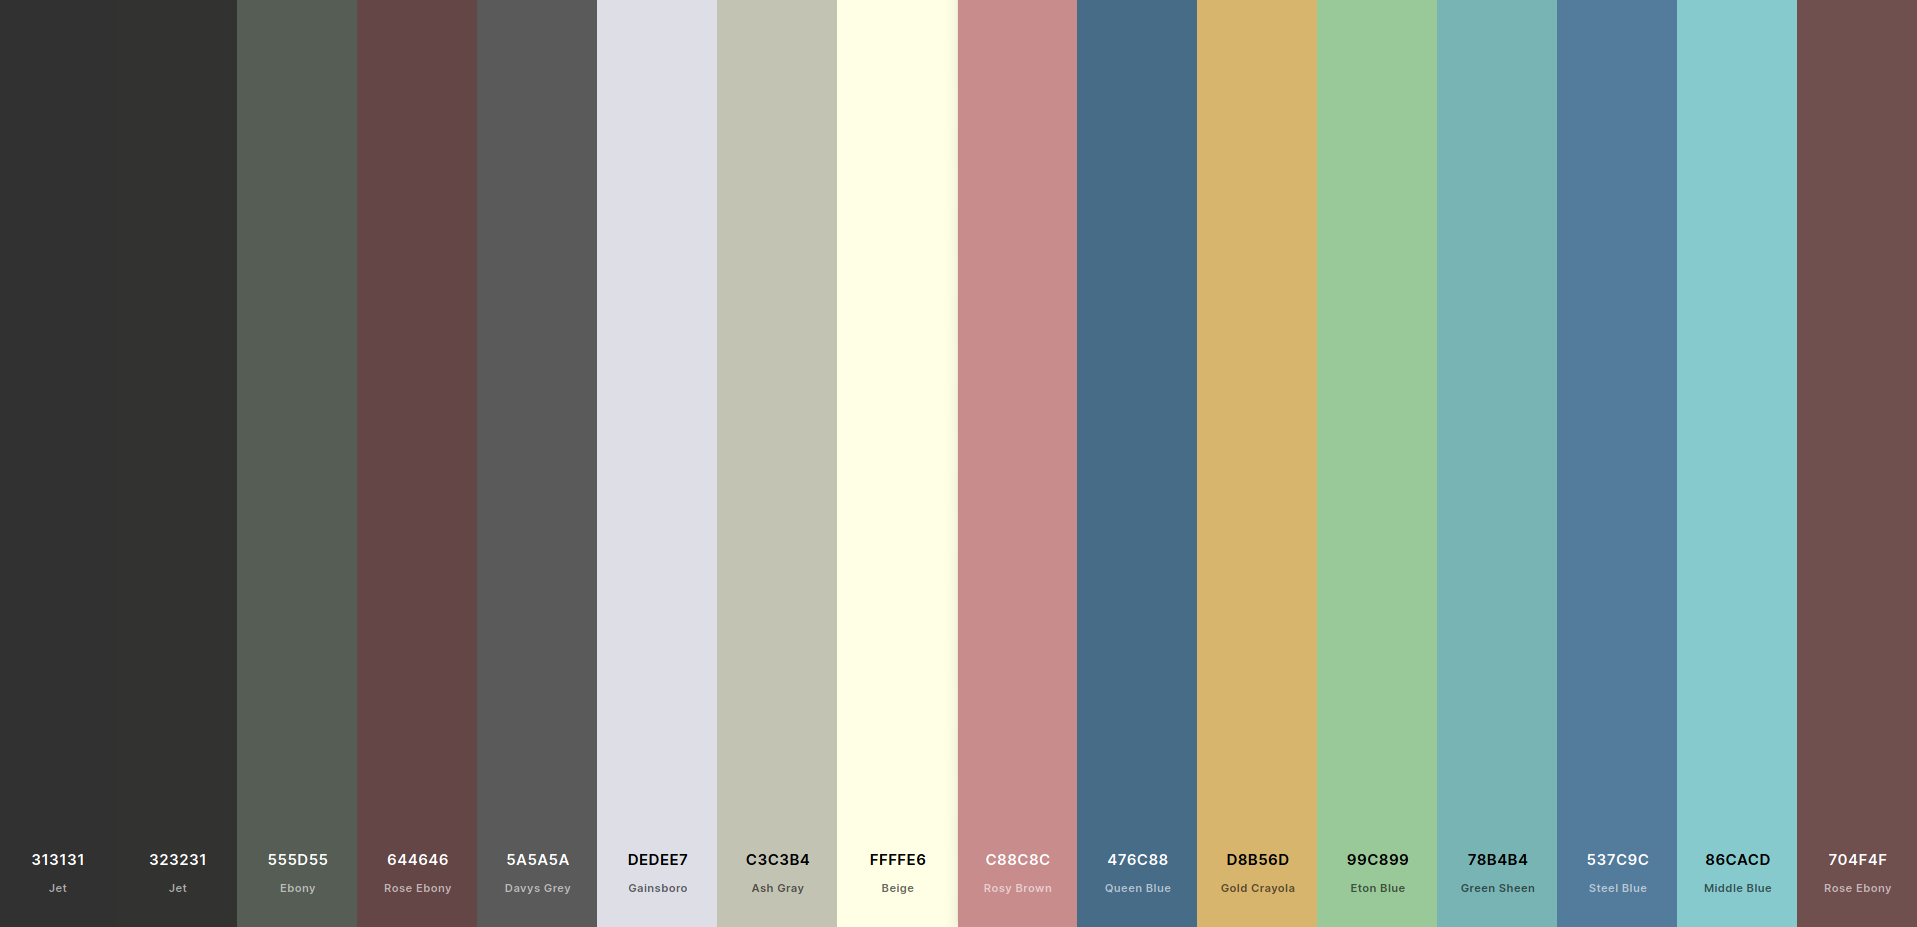 313131
Jet
323231
Jet
555D55
Ebony
644646
Rose Ebony
5A5A5A
Davys Grey
DEDEE7
Gainsboro
C3C3B4
Ash Gray
FFFFE6
Beige
C88C8C
Rosy Brown
476C88
Queen Blue
D8B56D
Gold Crayola
99C899
Eton Blue
78B4B4
Green Sheen
537C9C
Steel Blue
86CACD
Middle Blue
704F4F
Rose Ebony